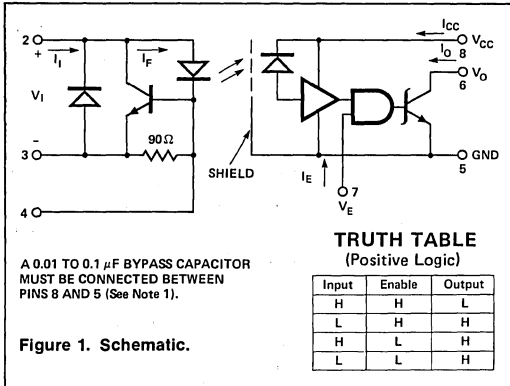 2
+
I_I
I_F
I_CC
V_CC
8
I_O
V_O
6
V_I
90Ω
-
3
SHIELD
I_E
GND
5
7
V_E
4
A 0.01 TO 0.1 μF BYPASS CAPACITOR
MUST BE CONNECTED BETWEEN
PINS 8 AND 5 (See Note 1).
TRUTH TABLE
(Positive Logic)
Input Enable Output
H H L
L H H
H L H
L L H
Figure 1. Schematic.